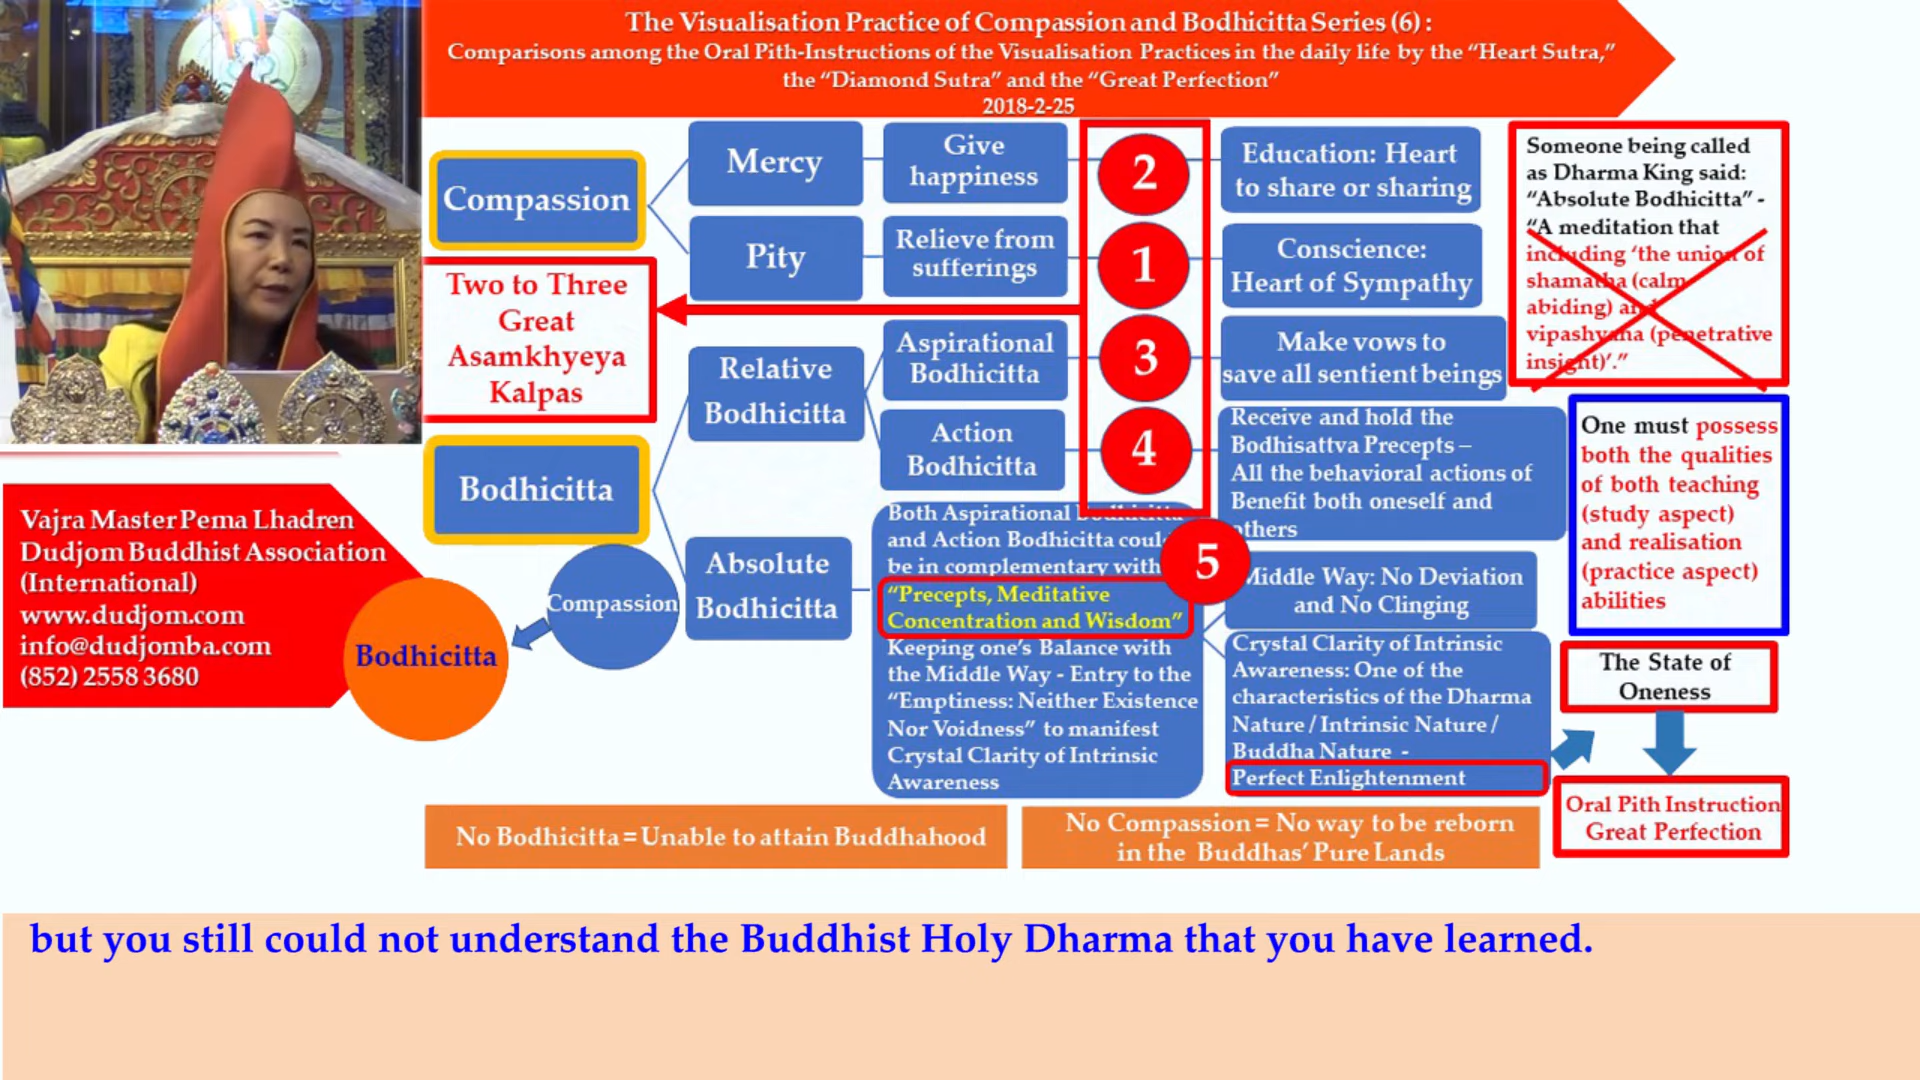 The Visualisation Practice of Compassion and Bodhicitta Series (6) :
Comparisons among the Oral Pith-Instructions of the Visualisation Practices in the daily life by the “Heart Sutra,”
the “Diamond Sutra” and the “Great Perfection”
2018-2-25
Compassion
Mercy
Give
happiness
2
Education: Heart
to share or sharing
Pity
Relieve from
sufferings
1
Conscience:
Heart of Sympathy
Someone being called
as Dharma King said:
“Absolute Bodhicitta” -
“A meditation that
including ‘the union of
shamatha (calm
abiding) and
vipashyana (penetrative
insight)’.”
Two to Three
Great
Asamkhyeya
Kalpas
Bodhicitta
Relative
Bodhicitta
Aspirational
Bodhicitta
3
Make vows to
save all sentient beings
Action
Bodhicitta
4
Receive and hold the
Bodhisattva Precepts –
All the behavioral actions of
Benefit both oneself and
others
One must possess
both the qualities
of both teaching
(study aspect)
and realisation
(practice aspect)
abilities
Absolute
Bodhicitta
Both Aspirational Bodhicitta
and Action Bodhicitta could
be in complementary with
“Precepts, Meditative
Concentration and Wisdom”
Keeping one’s Balance with
the Middle Way - Entry to the
“Emptiness: Neither Existence
Nor Voidness” to manifest
Crystal Clarity of Intrinsic
Awareness
5
Middle Way: No Deviation
and No Clinging
Crystal Clarity of Intrinsic
Awareness: One of the
characteristics of the Dharma
Nature / Intrinsic Nature /
Buddha Nature -
Perfect Enlightenment
The State of
Oneness
Oral Pith Instruction
Great Perfection
Vajra Master Pema Lhadren
Dudjom Buddhist Association
(International)
www.dudjom.com
info@dudjomba.com
(852) 2558 3680
Compassion
Bodhicitta
No Bodhicitta = Unable to attain Buddhahood
No Compassion = No way to be reborn
in the Buddhas’ Pure Lands
but you still could not understand the Buddhist Holy Dharma that you have learned.